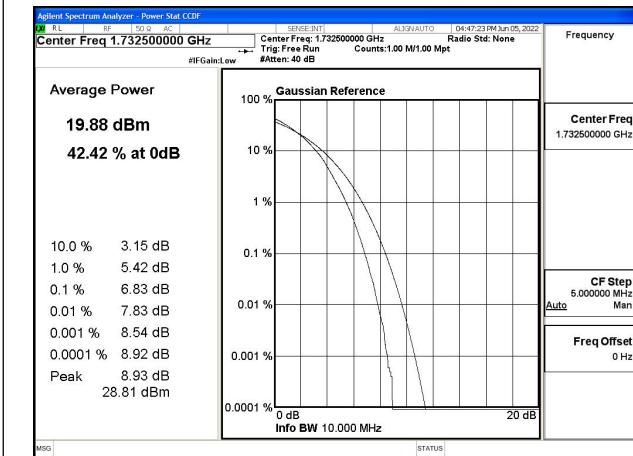 Agilent Spectrum Analyzer - Power Stat CCDF
LXI RL RF 50 Ω AC SENSE:INT ALIGNAUTO 04:47:23 PM Jun 05, 2022
Center Freq 1.732500000 GHz
Center Freq: 1.732500000 GHz Radio Std: None
Trig: Free Run Counts:1.00 M/1.00 Mpt
#IFGain:Low #Atten: 40 dB
Frequency
Average Power
19.88 dBm
42.42 % at 0dB
10.0 % 3.15 dB
1.0 % 5.42 dB
0.1 % 6.83 dB
0.01 % 7.83 dB
0.001 % 8.54 dB
0.0001 % 8.92 dB
Peak 8.93 dB
28.81 dBm
Gaussian Reference
100 %
10 %
1 %
0.1 %
0.01 %
0.001 %
0.0001 %
0 dB 20 dB
Info BW 10.000 MHz
Center Freq
1.732500000 GHz
CF Step
5.000000 MHz
Auto Man
Freq Offset
0 Hz
MSG STATUS